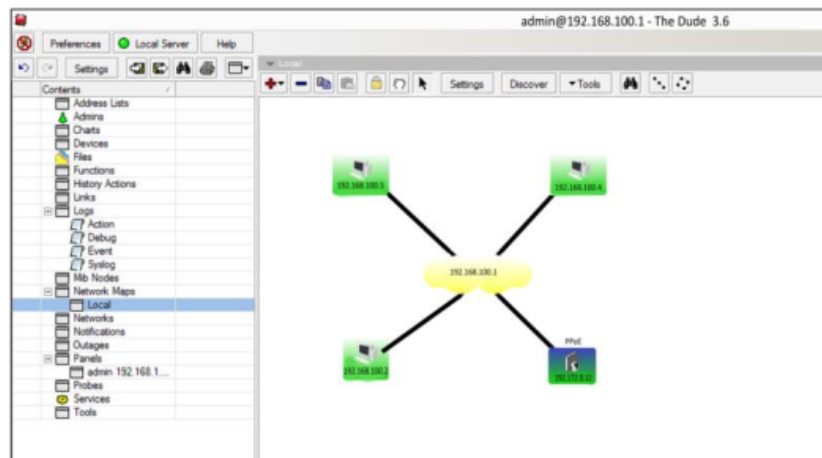 admin@192.168.100.1 - The Dude 3.6
Preferences
Local Server
Help
Settings
Contents
Address Lists
Admins
Charts
Devices
Files
Functions
History Actions
Links
Logs
Action
Debug
Event
Syslog
Mib Nodes
Network Maps
Local
Networks
Notifications
Outages
Panels
admin 192.168.1....
Probes
Services
Tools
Local
Settings
Discover
Tools
192.168.100.3
192.168.100.4
192.168.100.1
192.168.100.2
PPoE
192.172.0.12